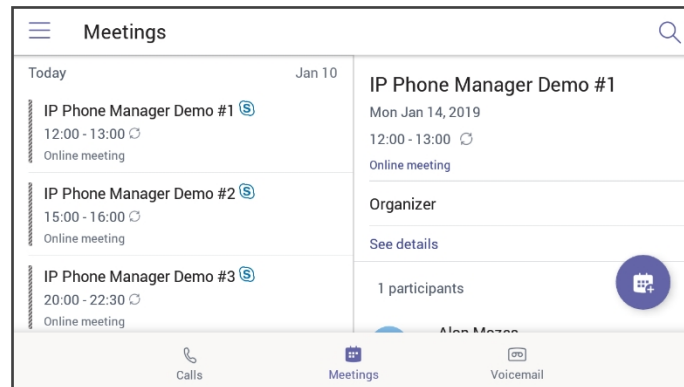 Meetings
Today Jan 10
IP Phone Manager Demo #1 S
12:00 - 13:00
Online meeting
IP Phone Manager Demo #2 S
15:00 - 16:00
Online meeting
IP Phone Manager Demo #3 S
20:00 - 22:30
Online meeting
IP Phone Manager Demo #1
Mon Jan 14, 2019
12:00 - 13:00
Online meeting
Organizer
See details
1 participants
Calls
Meetings
Voicemail